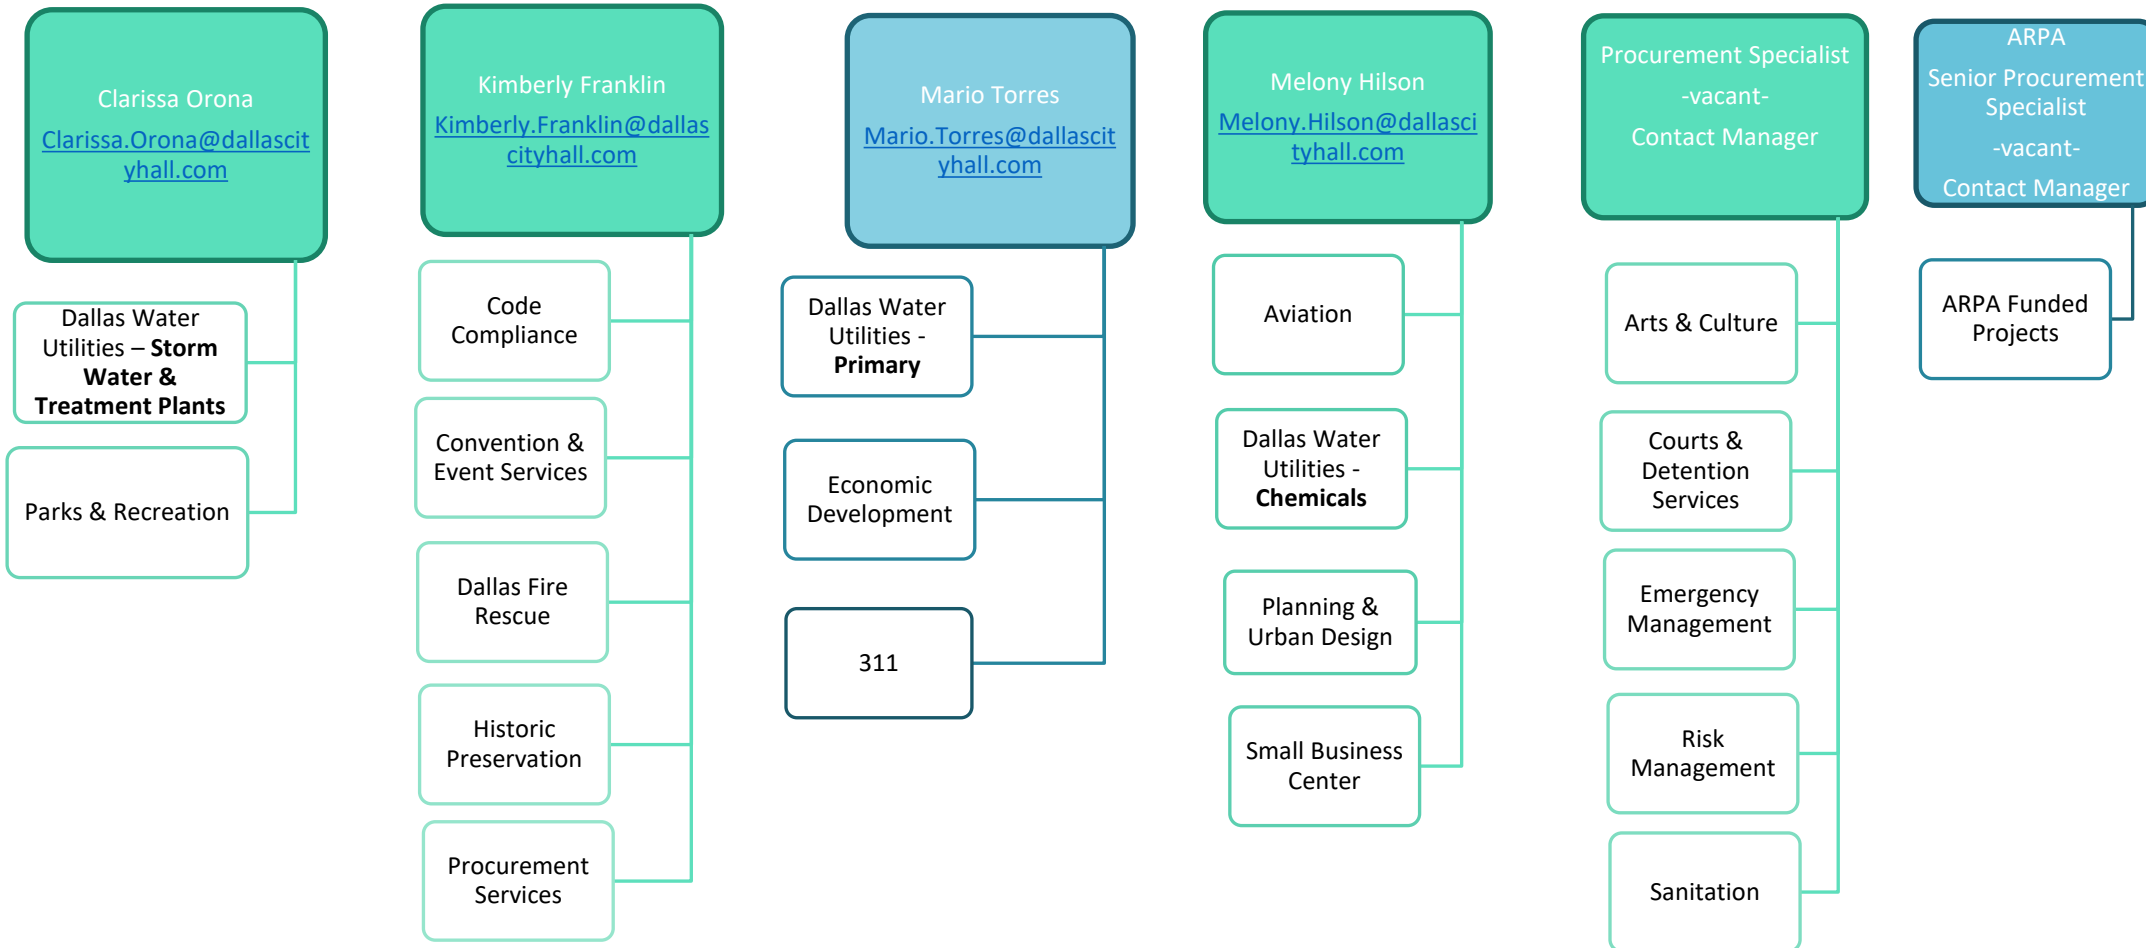 Clarissa Orona
Clarissa.Orona@dallascit
yhall.com
Dallas Water
Utilities – Storm
Water &
Treatment Plants
Parks & Recreation
Kimberly Franklin
Kimberly.Franklin@dallas
cityhall.com
Code
Compliance
Convention &
Event Services
Dallas Fire
Rescue
Historic
Preservation
Procurement
Services
Mario Torres
Mario.Torres@dallascit
yhall.com
Dallas Water
Utilities -
Primary
Economic
Development
311
Melony Hilson
Melony.Hilson@dallasci
tyhall.com
Aviation
Dallas Water
Utilities -
Chemicals
Planning &
Urban Design
Small Business
Center
Procurement Specialist
-vacant-
Contact Manager
Arts & Culture
Courts &
Detention
Services
Emergency
Management
Risk
Management
Sanitation
ARPA
Senior Procurement
Specialist
-vacant-
Contact Manager
ARPA Funded
Projects